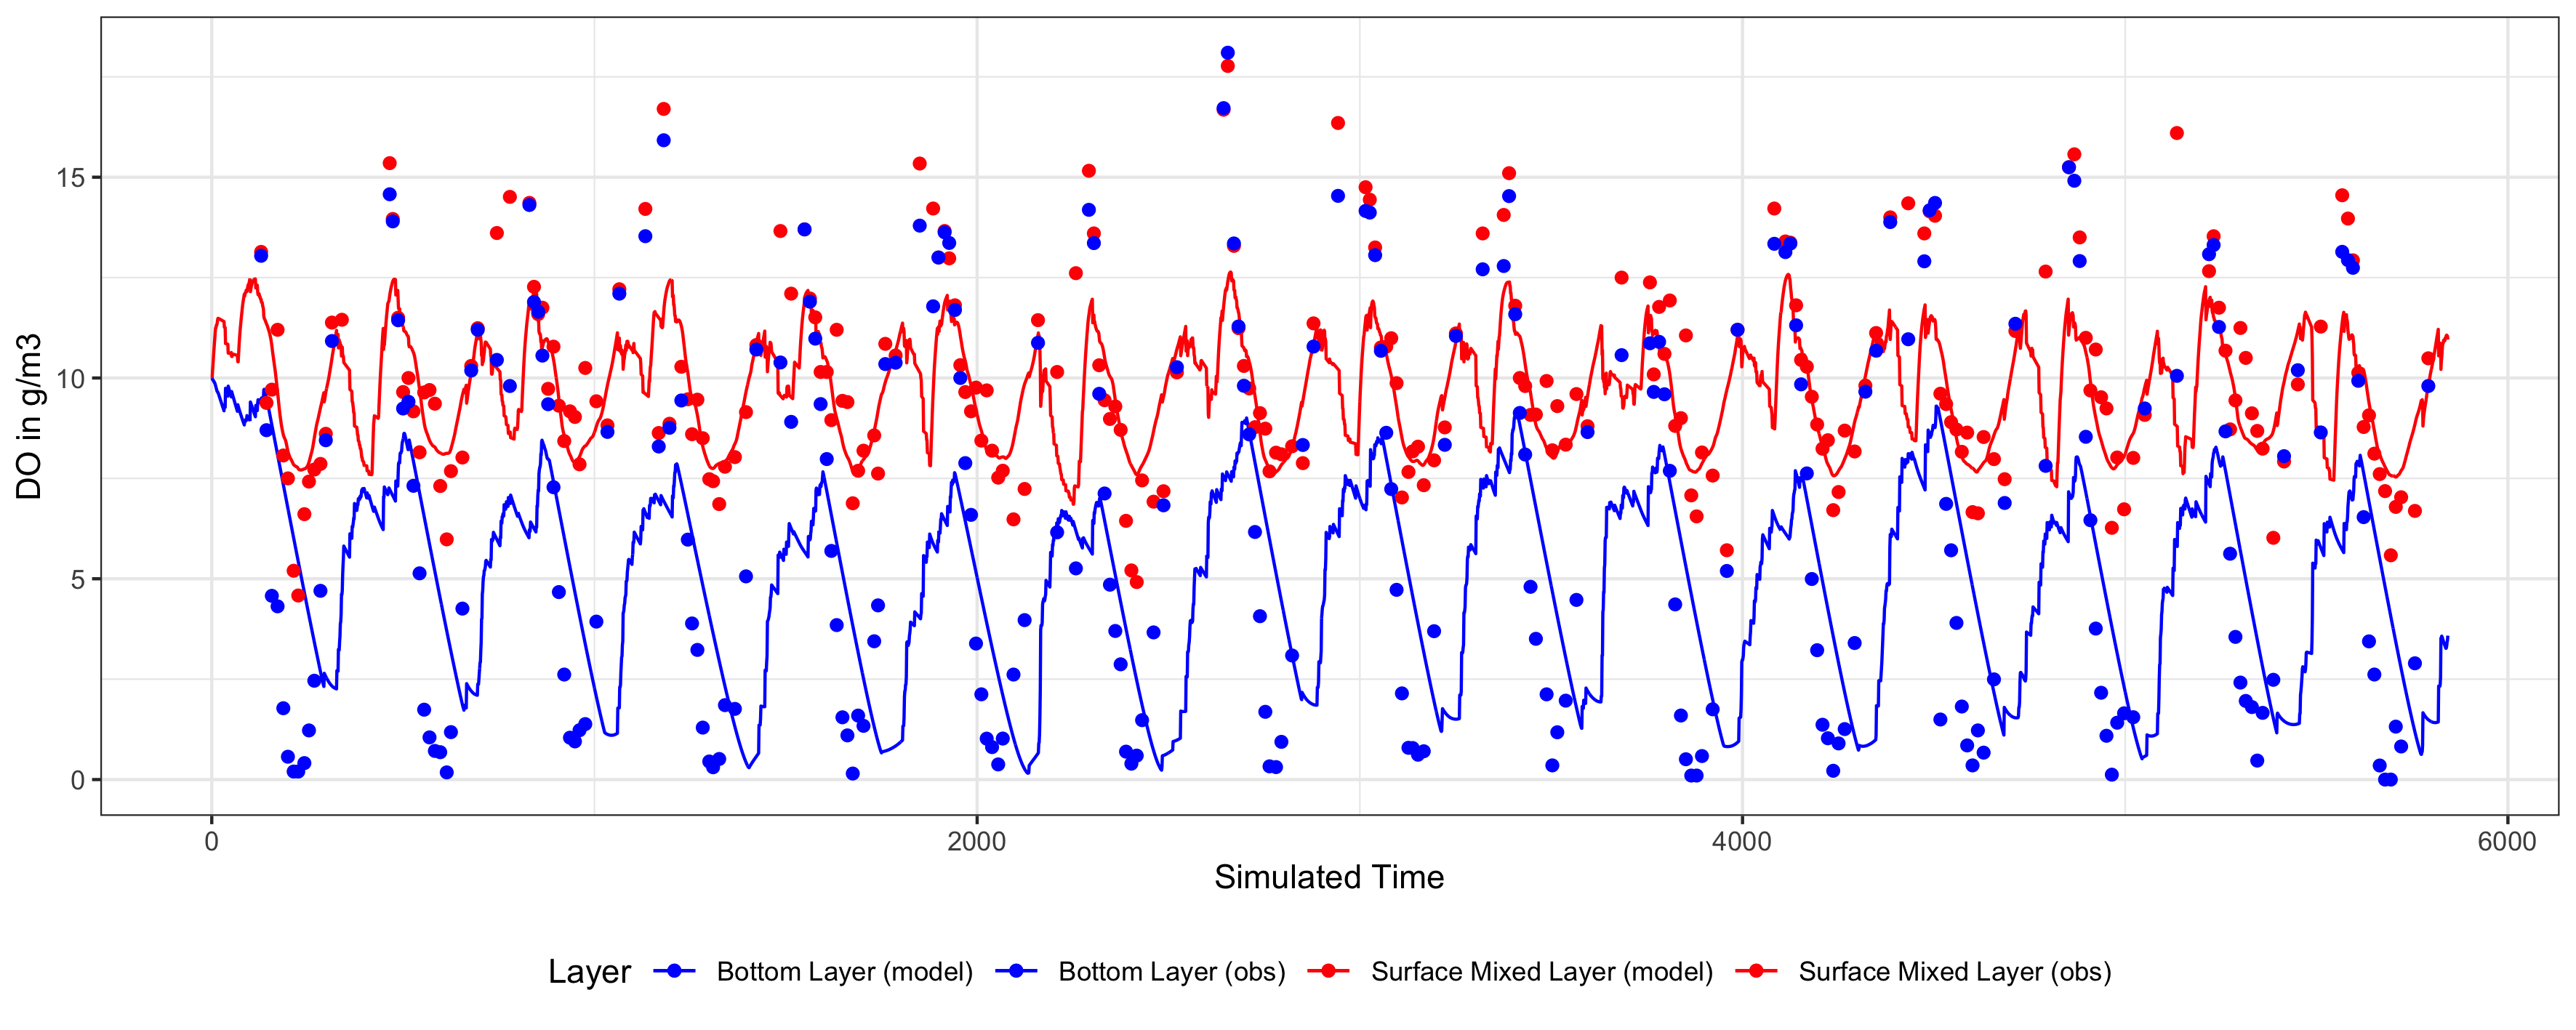 15
10
5
0
DO in g/m3
0 2000 4000 6000
Simulated Time
Layer Bottom Layer (model) Bottom Layer (obs) Surface Mixed Layer (model) Surface Mixed Layer (obs)